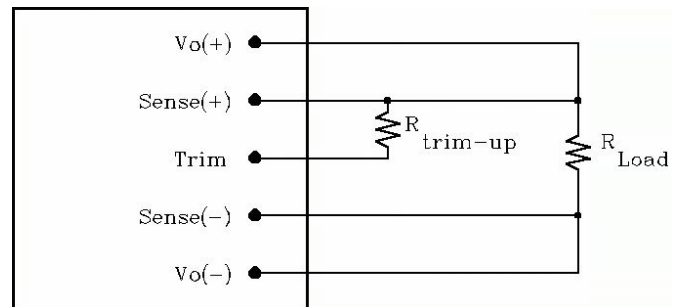 Vo(+)
Sense(+)
R trim-up
Trim
R Load
Sense(-)
Vo(-)